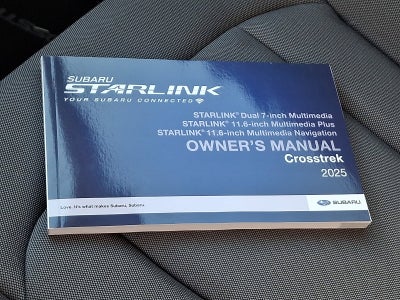 SUBARU
STARLINK
YOUR SUBARU CONNECTED
STARLINK® Dual 7-inch Multimedia
STARLINK® 11.6-inch Multimedia Plus
STARLINK® 11.6-inch Multimedia Navigation
OWNER'S MANUAL
Crosstrek
2025
Love. It's what makes Subaru, Subaru.
SUBARU